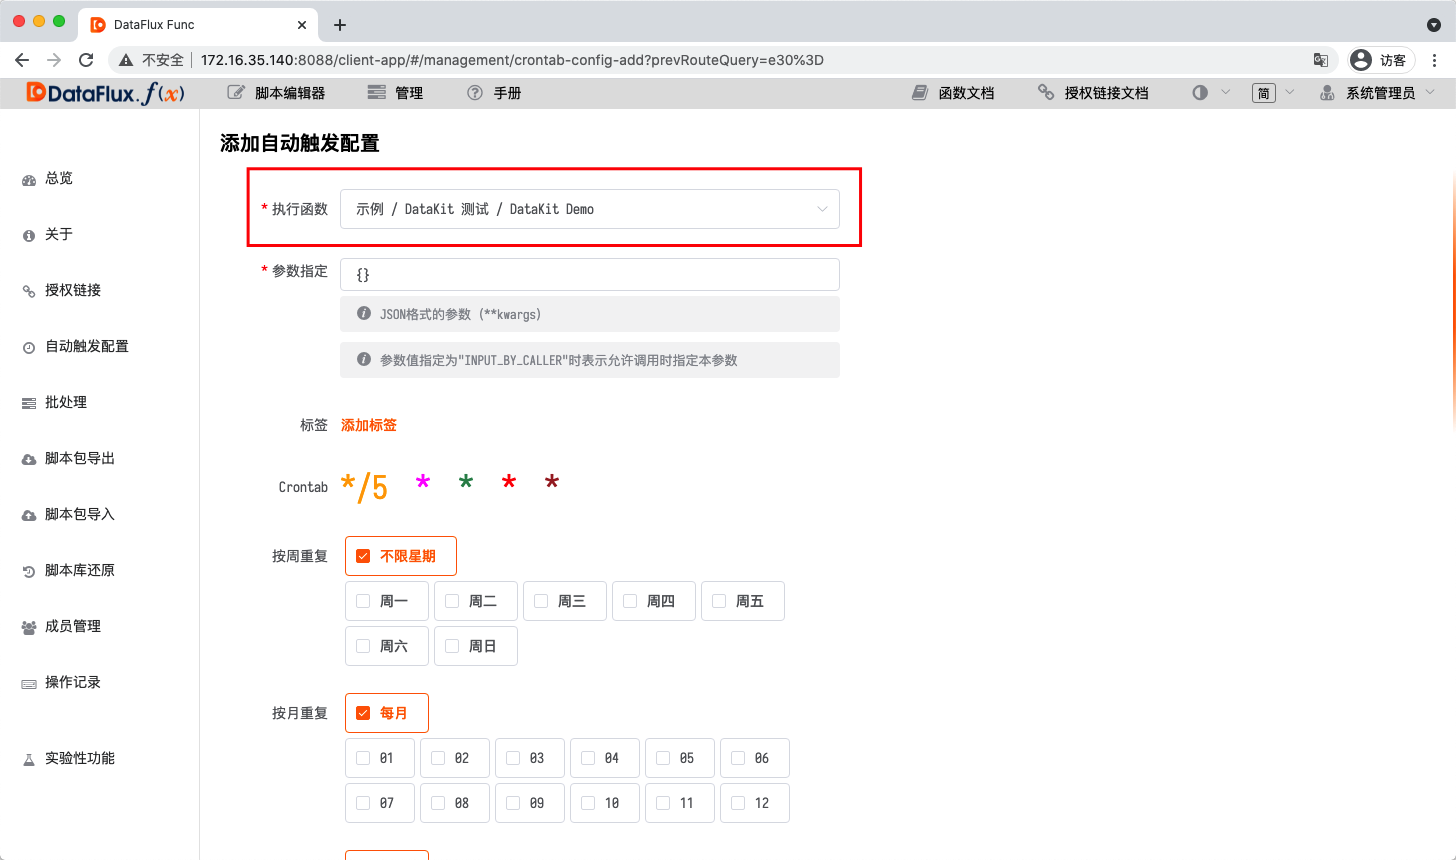 DataFlux Func
不安全 172.16.35.140:8088/client-app/#/management/crontab-config-add?prevRouteQuery=e30%3D 访客
DataFlux.f(x) 脚本编辑器 管理 手册 函数文档 授权链接文档 简 系统管理员
总览
关于
授权链接
自动触发配置
批处理
脚本包导出
脚本包导入
脚本库还原
成员管理
操作记录
实验性功能
添加自动触发配置
* 执行函数 示例 / DataKit 测试 / DataKit Demo
* 参数指定 {}
JSON格式的参数 (**kwargs)
参数值指定为"INPUT_BY_CALLER"时表示允许调用时指定本参数
标签 添加标签
Crontab */5 * * * *
按周重复 不限星期
周一 周二 周三 周四 周五
周六 周日
按月重复 每月
01 02 03 04 05 06
07 08 09 10 11 12